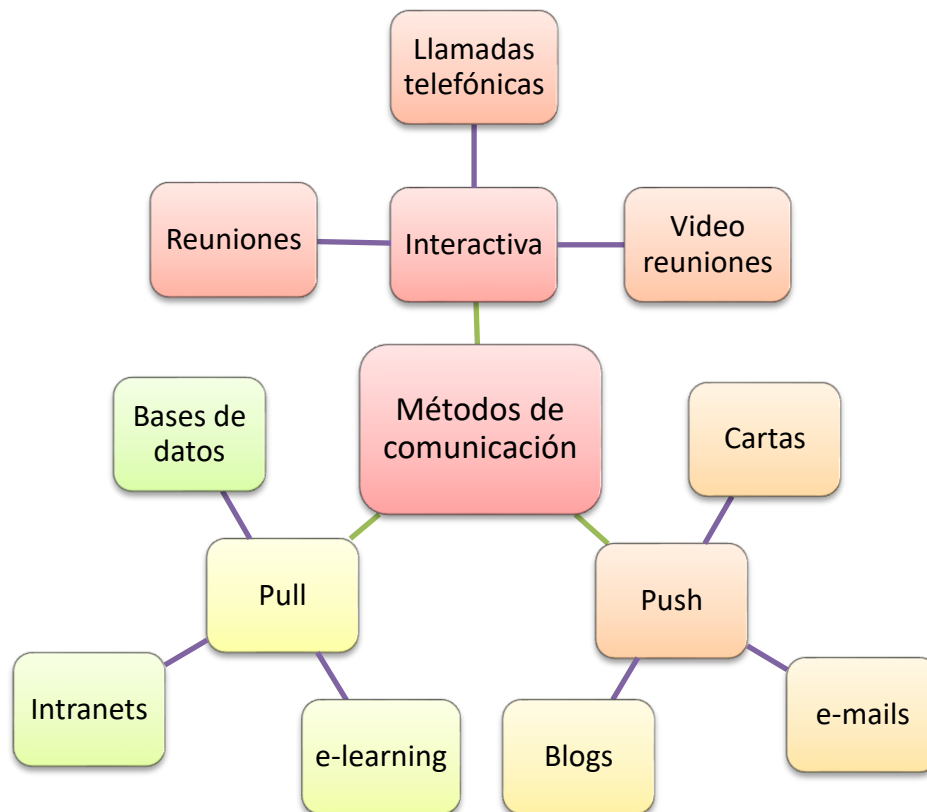 Llamadas
telefónicas
Reuniones
Interactiva
Video
reuniones
Métodos de
comunicación
Bases de
datos
Cartas
Pull
Push
Intranets
e-learning
Blogs
e-mails